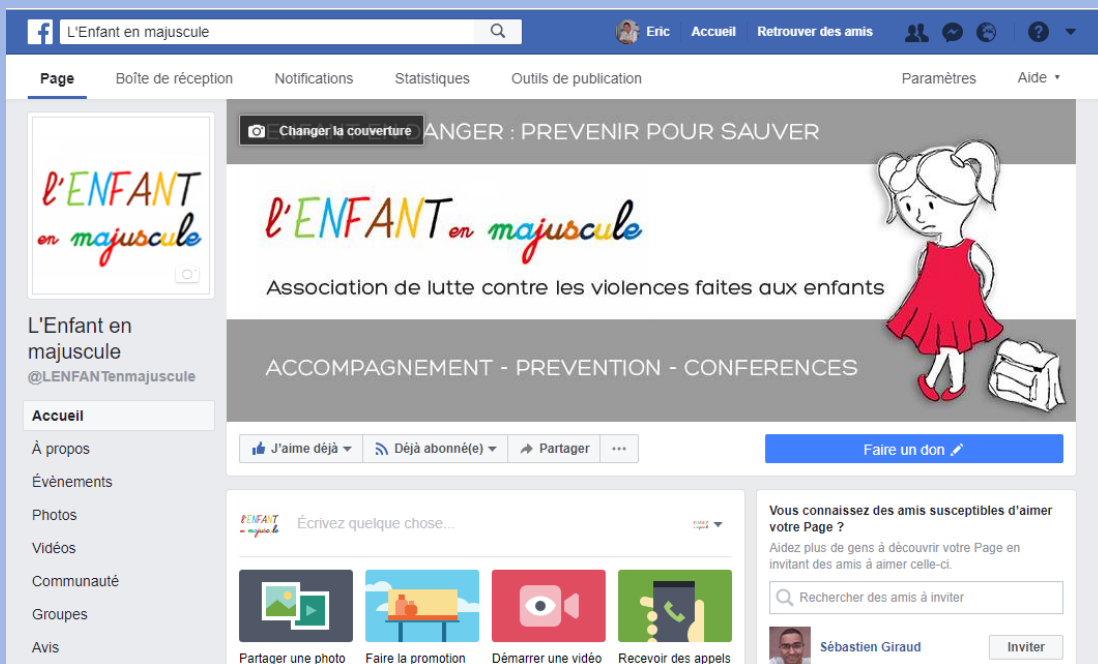 L'Enfant en majuscule
Eric Accueil Retrouver des amis
Page Boîte de réception Notifications Statistiques Outils de publication Paramètres Aide
Changer la couverture
DANGER : PREVENIR POUR SAUVER
l'ENFANT
en majuscule
l'ENFANT en majuscule
Association de lutte contre les violences faites aux enfants
ACCOMPAGNEMENT - PREVENTION - CONFERENCES
L'Enfant en
majuscule
@LENFANTenmajuscule
Accueil
À propos
Évènements
Photos
Vidéos
Communauté
Groupes
Avis
J'aime déjà Déjà abonné(e) Partager ...
Faire un don
l'ENFANT
en majuscule
Écrivez quelque chose...
Partager une photo Faire la promotion Démarrer une vidéo Recevoir des appels
Vous connaissez des amis susceptibles d'aimer
votre Page ?
Aidez plus de gens à découvrir votre Page en
invitant des amis à aimer celle-ci.
Rechercher des amis à inviter
Sébastien Giraud Inviter